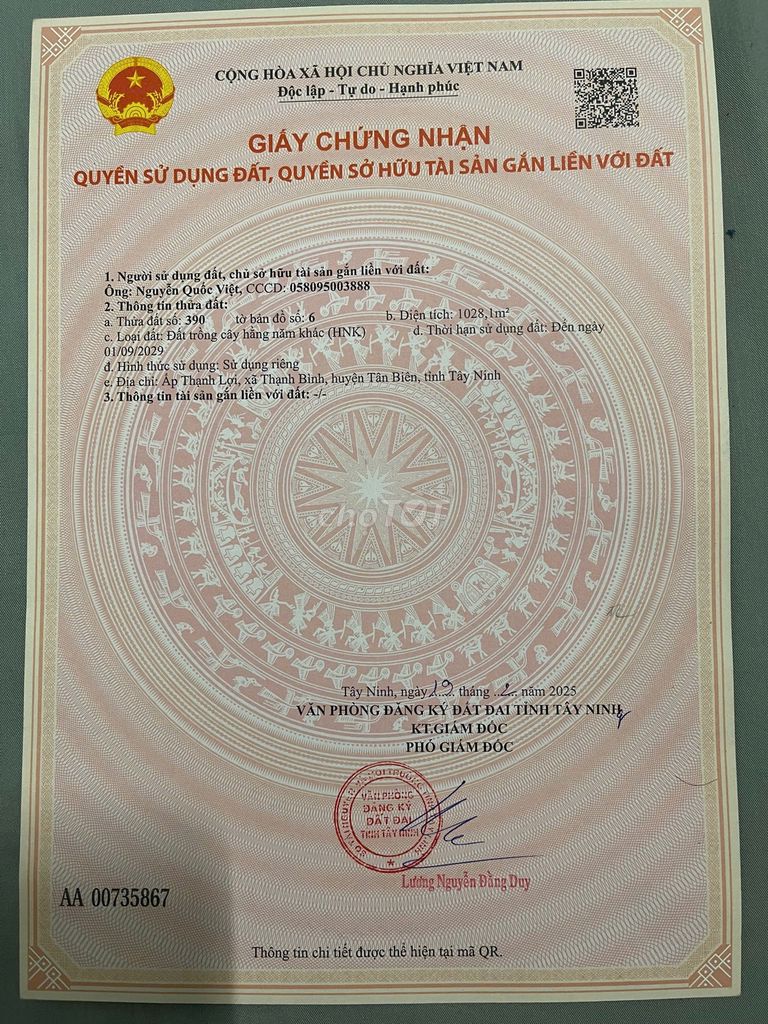 CỘNG HÒA XÃ HỘI CHỦ NGHĨA VIỆT NAM
Độc lập - Tự do - Hạnh phúc
GIẤY CHỨNG NHẬN
QUYỀN SỬ DỤNG ĐẤT, QUYỀN SỞ HỮU TÀI SẢN GẮN LIỀN VỚI ĐẤT
1. Người sử dụng đất, chủ sở hữu tài sản gắn liền với đất:
Ông: Nguyễn Quốc Việt, CCCD: 058095003888
2. Thông tin thửa đất:
a. Thửa đất số: 390 tờ bản đồ số: 6 b. Diện tích: 1028,1m²
c. Loại đất: Đất trồng cây hằng năm khác (HNK) d. Thời hạn sử dụng đất: Đến ngày
01/09/2029
đ. Hình thức sử dụng: Sử dụng riêng
e. Địa chỉ: Ấp Thạnh Lợi, xã Thạnh Bình, huyện Tân Biên, tỉnh Tây Ninh
3. Thông tin tài sản gắn liền với đất: -/-
choTỐT
Tây Ninh, ngày 19 tháng 2 năm 2025
VĂN PHÒNG ĐĂNG KÝ ĐẤT ĐAI TỈNH TÂY NINH
KT.GIÁM ĐỐC
PHÓ GIÁM ĐỐC
VĂN PHÒNG
ĐĂNG KÝ
ĐẤT ĐAI
TỈNH TÂY NINH
Lương Nguyễn Đằng Duy
AA 00735867
Thông tin chi tiết được thể hiện tại mã QR.